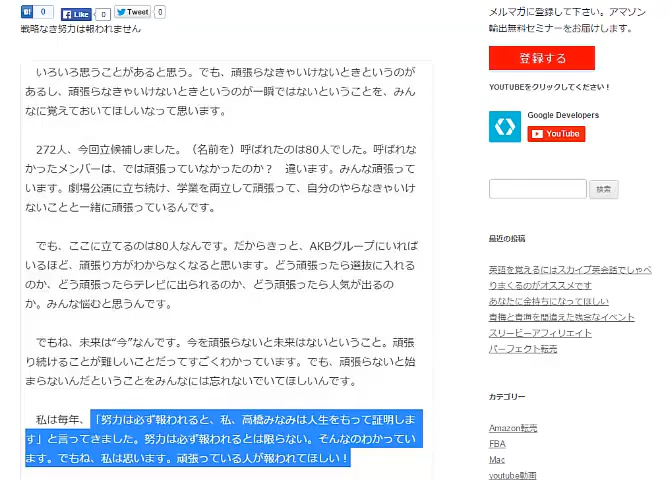 B! 0 Like 0 Tweet 0
戦略なき努力は報われません
いろいろ思うことがあると思う。でも、頑張らなきゃいけないときというのが
あるし、頑張らなきゃいけないときというのが一瞬ではないということを、みん
なに覚えておいてほしいなって思います。
272人、今回立候補しました。（名前を）呼ばれたのは80人でした。呼ばれな
かったメンバーは、では頑張っていなかったのか？　違います。みんな頑張って
います。劇場公演に立ち続け、学業を両立して頑張って、自分のやらなきゃいけ
ないことと一緒に頑張っているんです。
でも、ここに立てるのは80人なんです。だからきっと、AKBグループにいれば
いるほど、頑張り方がわからなくなると思います。どう頑張ったら選抜に入れる
のか、どう頑張ったらテレビに出られるのか、どう頑張ったら人気が出るの
か。みんな悩むと思うんです。
でもね、未来は“今”なんです。今を頑張らないと未来はないということ。頑張
り続けることが難しいことだってすごくわかっています。でも、頑張らないと始
まらないんだということをみんなには忘れないでいてほしいんです。
私は毎年、「努力は必ず報われると、私、高橋みなみは人生をもって証明しま
す」と言ってきました。努力は必ず報われるとは限らない。そんなのわかってい
ます。でもね、私は思います。頑張っている人が報われてほしい！
メルマガに登録して下さい。アマゾン
輸出無料セミナーをお届けします。
登録する
YOUTUBEをクリックしてください！
Google Developers
YouTube
検索
最近の投稿
英語を覚えるにはスカイプ英会話でしゃべ
りまくるのがオススメです
あなたに金持ちになってほしい
青梅と青海を間違えた残念なイベント
スリーピーアフィリエイト
パーフェクト転売
カテゴリー
Amazon転売
FBA
Mac
youtube動画